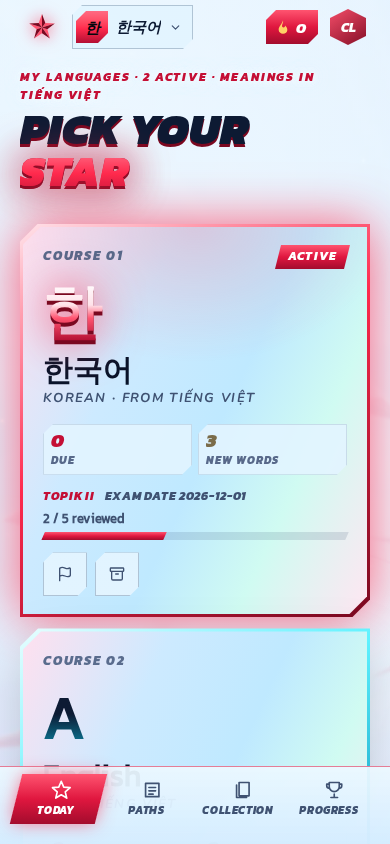 한 한국어
0
CL
MY LANGUAGES · 2 ACTIVE · MEANINGS IN
TIẾNG VIỆT
PICK YOUR
STAR
COURSE 01
ACTIVE
한
한국어
KOREAN · FROM TIẾNG VIỆT
0
DUE
3
NEW WORDS
TOPIK II EXAM DATE 2026-12-01
2 / 5 reviewed
COURSE 02
A
English
TODAY
PATHS
COLLECTION
PROGRESS